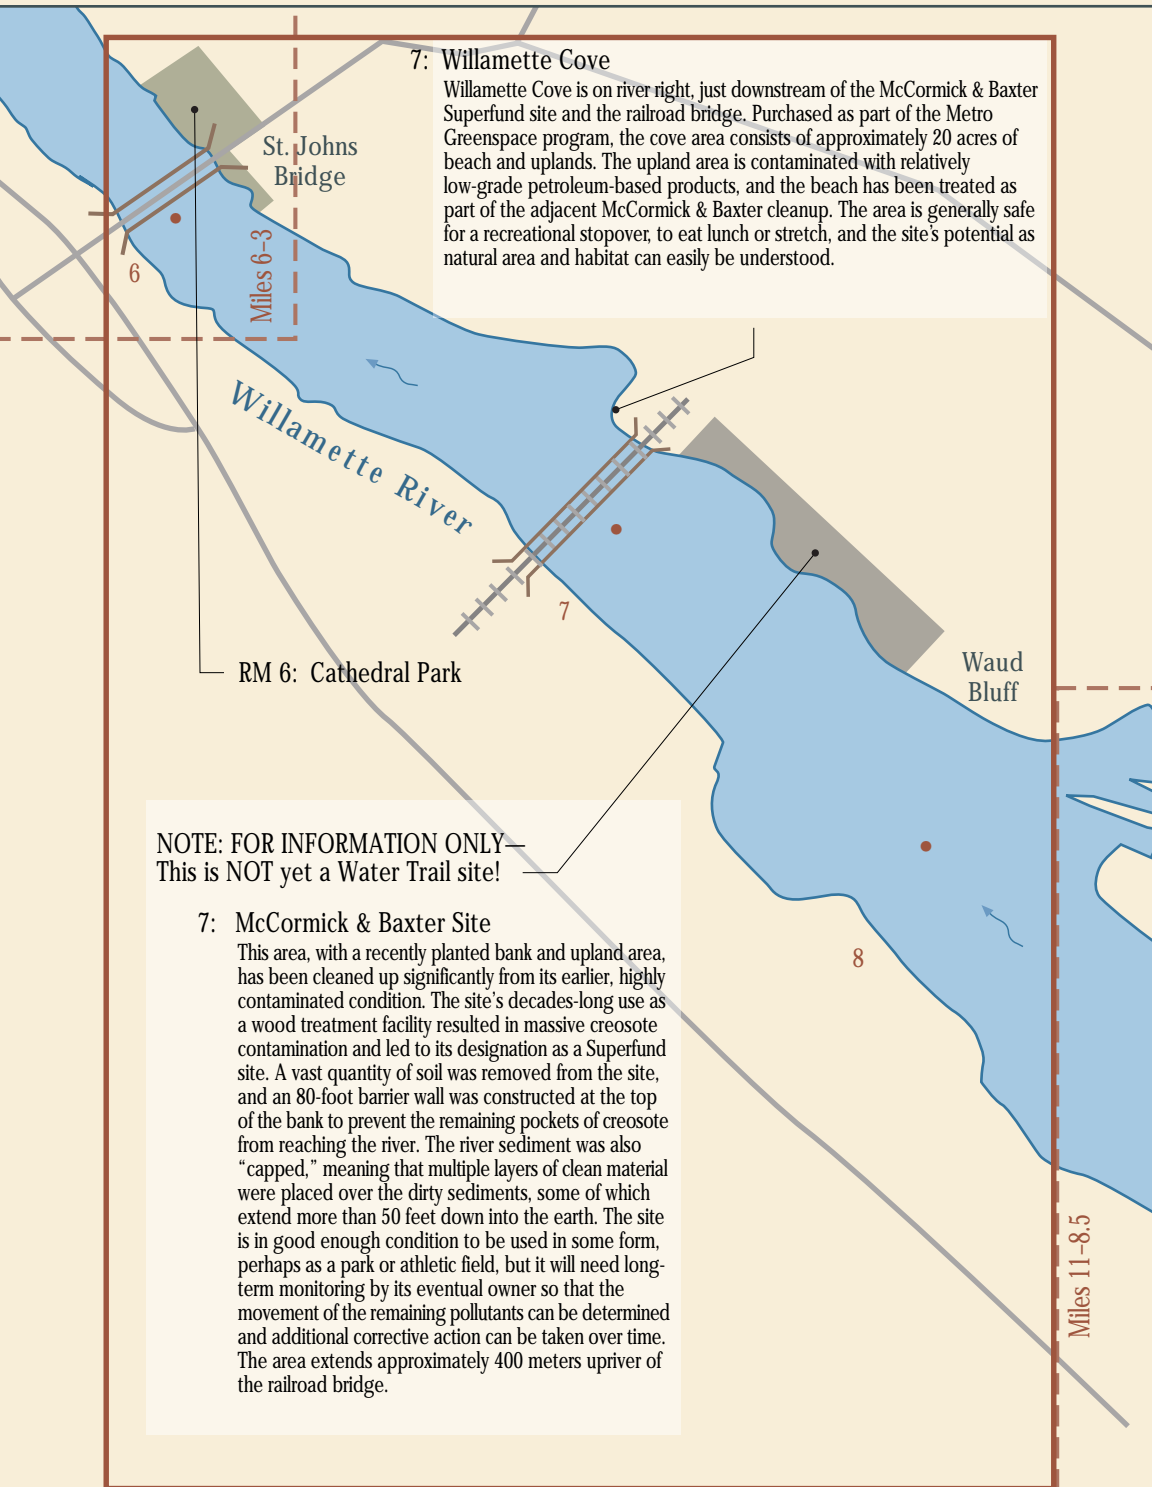 7: Willamette Cove
Willamette Cove is on river right, just downstream of the McCormick & Baxter
Superfund site and the railroad bridge. Purchased as part of the Metro
Greenspace program, the cove area consists of approximately 20 acres of
beach and uplands. The upland area is contaminated with relatively
low-grade petroleum-based products, and the beach has been treated as
part of the adjacent McCormick & Baxter cleanup. The area is generally safe
for a recreational stopover, to eat lunch or stretch, and the site's potential as
natural area and habitat can easily be understood.
St. Johns
Bridge
6
Miles 6–3
Willamette River
7
RM 6: Cathedral Park
Waud
Bluff
NOTE: FOR INFORMATION ONLY—
This is NOT yet a Water Trail site!
7: McCormick & Baxter Site
This area, with a recently planted bank and upland area,
has been cleaned up significantly from its earlier, highly
contaminated condition. The site's decades-long use as
a wood treatment facility resulted in massive creosote
contamination and led to its designation as a Superfund
site. A vast quantity of soil was removed from the site,
and an 80-foot barrier wall was constructed at the top
of the bank to prevent the remaining pockets of creosote
from reaching the river. The river sediment was also
“capped,” meaning that multiple layers of clean material
were placed over the dirty sediments, some of which
extend more than 50 feet down into the earth. The site
is in good enough condition to be used in some form,
perhaps as a park or athletic field, but it will need long-
term monitoring by its eventual owner so that the
movement of the remaining pollutants can be determined
and additional corrective action can be taken over time.
The area extends approximately 400 meters upriver of
the railroad bridge.
8
Miles 11–8.5